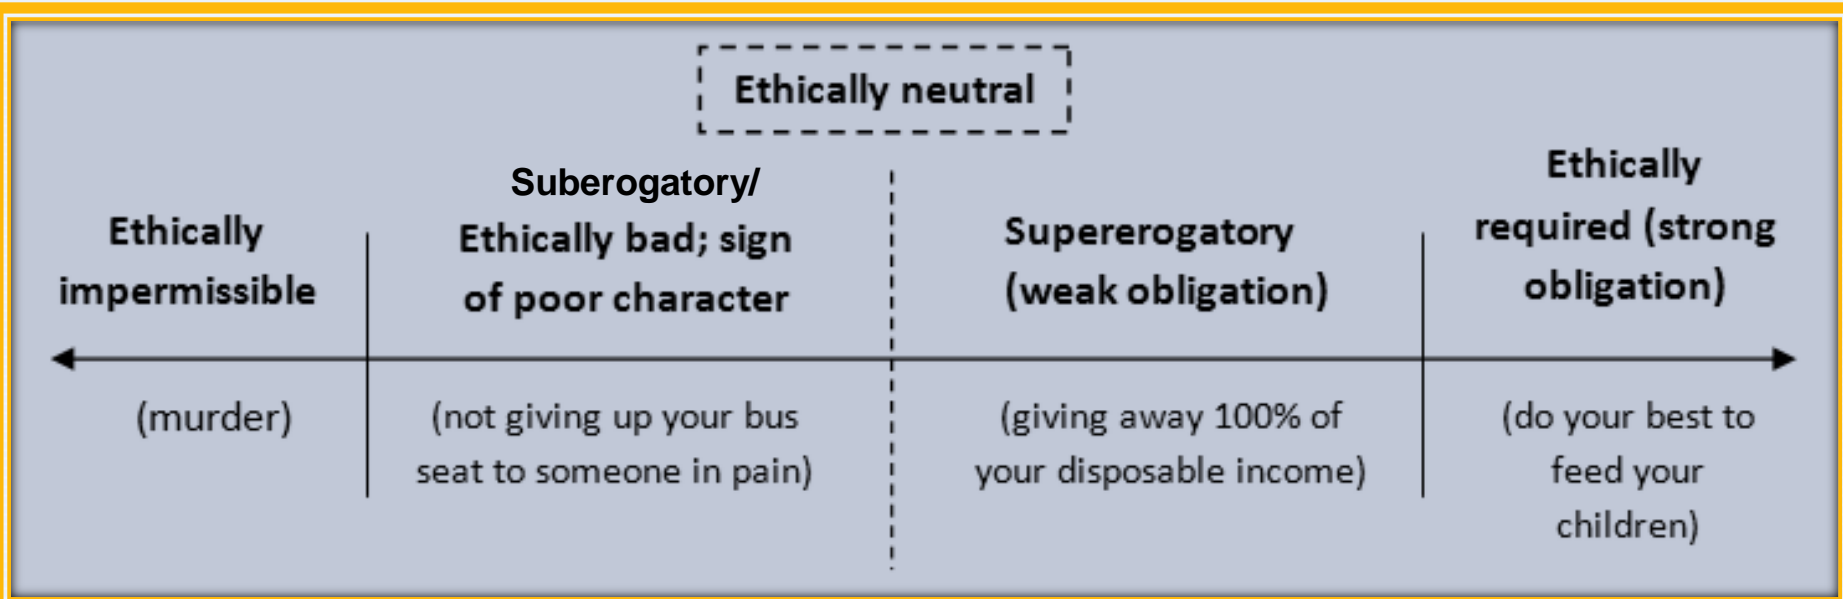 Ethically neutral
Ethically
impermissible
Suberogatory/
Ethically bad; sign
of poor character
Supererogatory
(weak obligation)
Ethically
required (strong
obligation)
(murder)
(not giving up your bus
seat to someone in pain)
(giving away 100% of
your disposable income)
(do your best to
feed your
children)